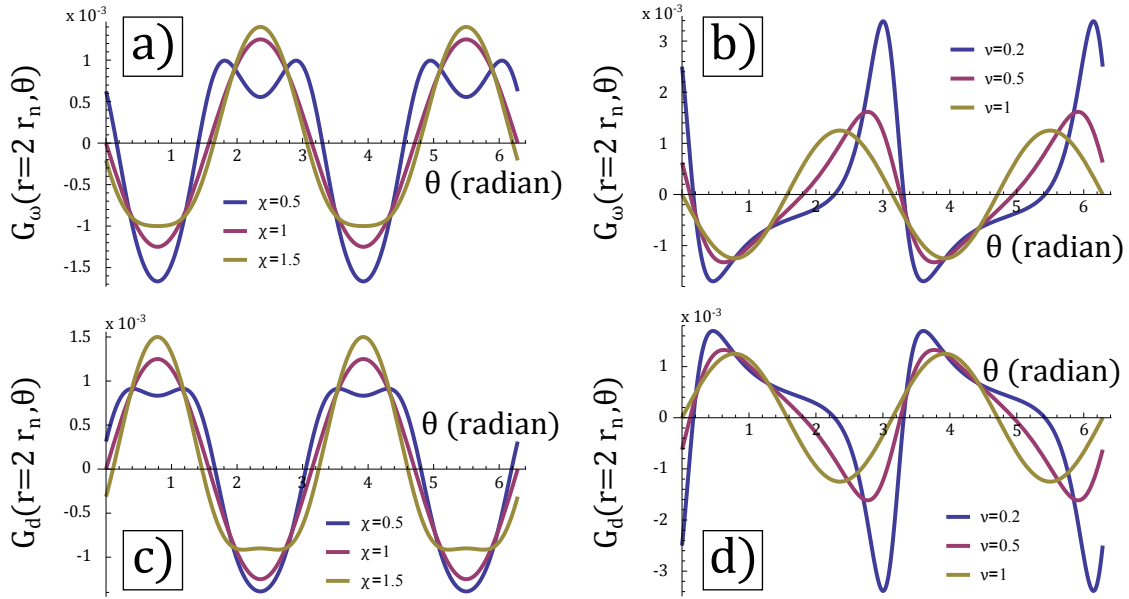 x 10⁻³
a)
1
0.5
0
-0.5
-1
-1.5
1 2 3 4 5 6
G_ω(r=2 r_n,θ)
θ (radian)
χ=0.5
χ=1
χ=1.5
x 10⁻³
b)
3
2
1
0
-1
1 2 3 4 5 6
G_ω(r=2 r_n,θ)
θ (radian)
ν=0.2
ν=0.5
ν=1
x 10⁻³
c)
1.5
1
0.5
0
-0.5
-1
1 2 3 4 5 6
G_d(r=2 r_n,θ)
θ (radian)
χ=0.5
χ=1
χ=1.5
x 10⁻³
d)
1
0
-1
-2
-3
1 2 3 4 5 6
G_d(r=2 r_n,θ)
θ (radian)
ν=0.2
ν=0.5
ν=1